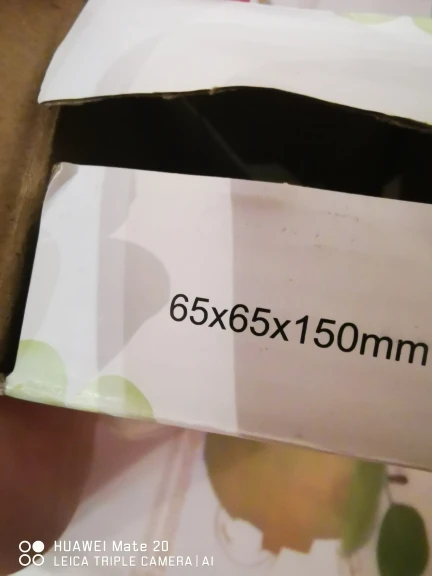 65x65x150mm
HUAWEI Mate 20
LEICA TRIPLE CAMERA | AI